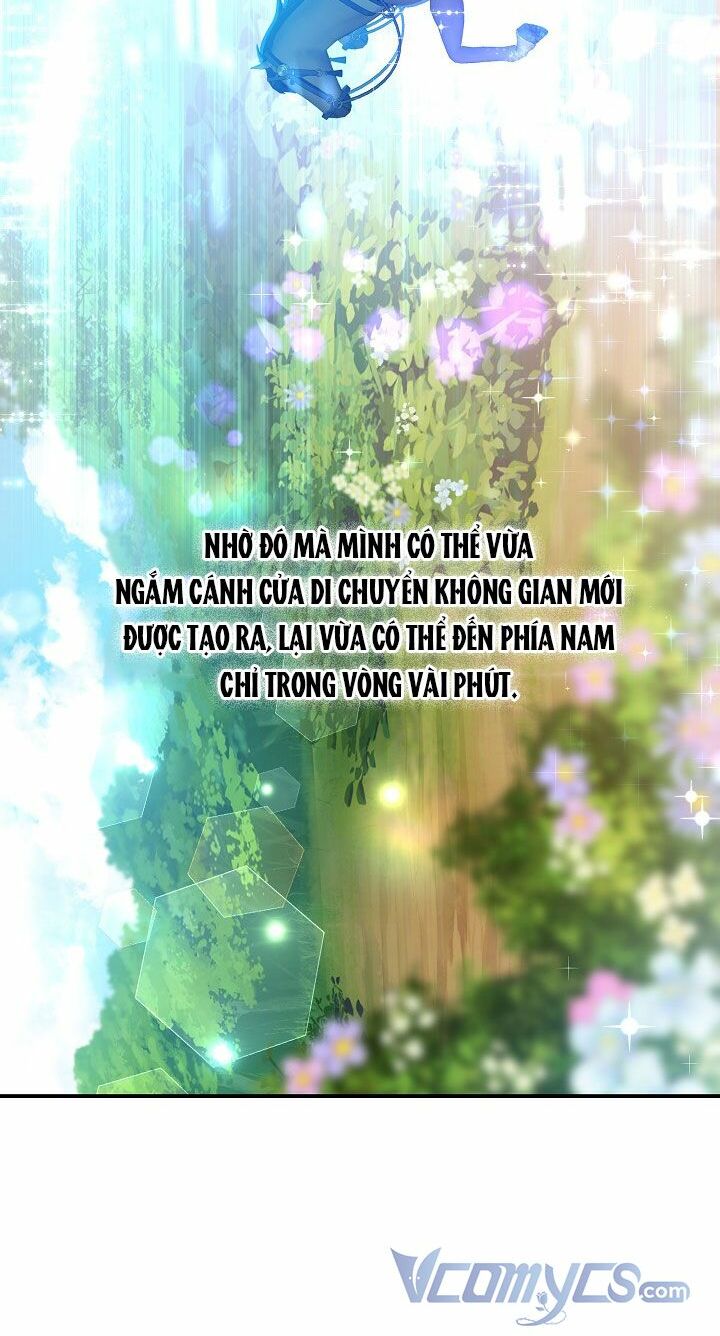 NHỜ ĐÓ MÀ MÌNH CÓ THỂ VỪA
NGẮM CÁNH CỬA DI CHUYỂN KHÔNG GIAN MỚI
ĐƯỢC TẠO RA, LẠI VỪA CÓ THỂ ĐẾN PHÍA NAM
CHỈ TRONG VÒNG VÀI PHÚT.
VCOMYCS.com